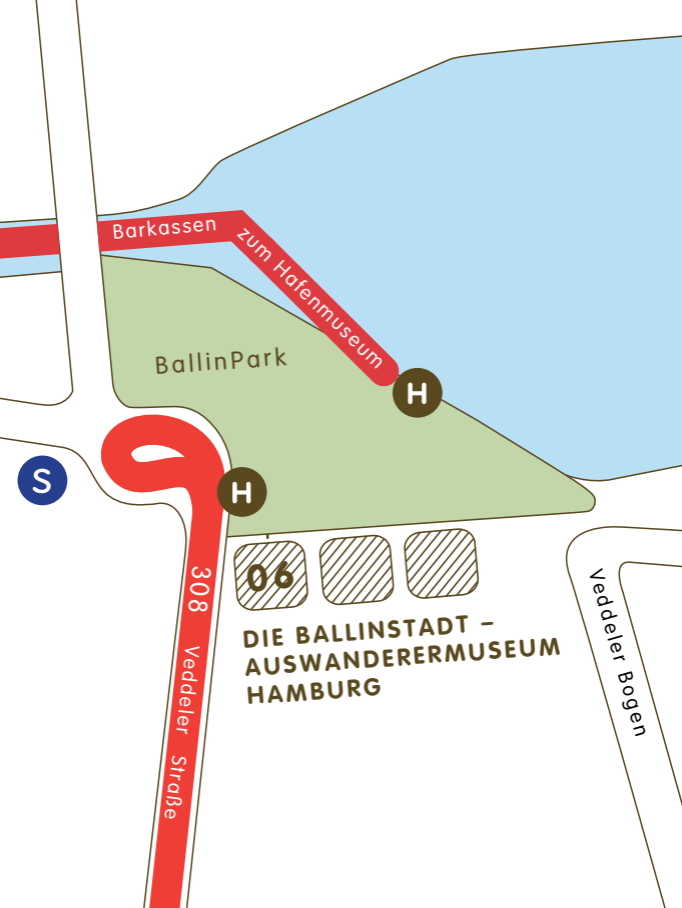 Barkassen
zum Hafenmuseum
BallinPark
H
S
H
06
308
Veddeler Straße
DIE BALLINSTADT –
AUSWANDERERMUSEUM
HAMBURG
Veddeler Bogen